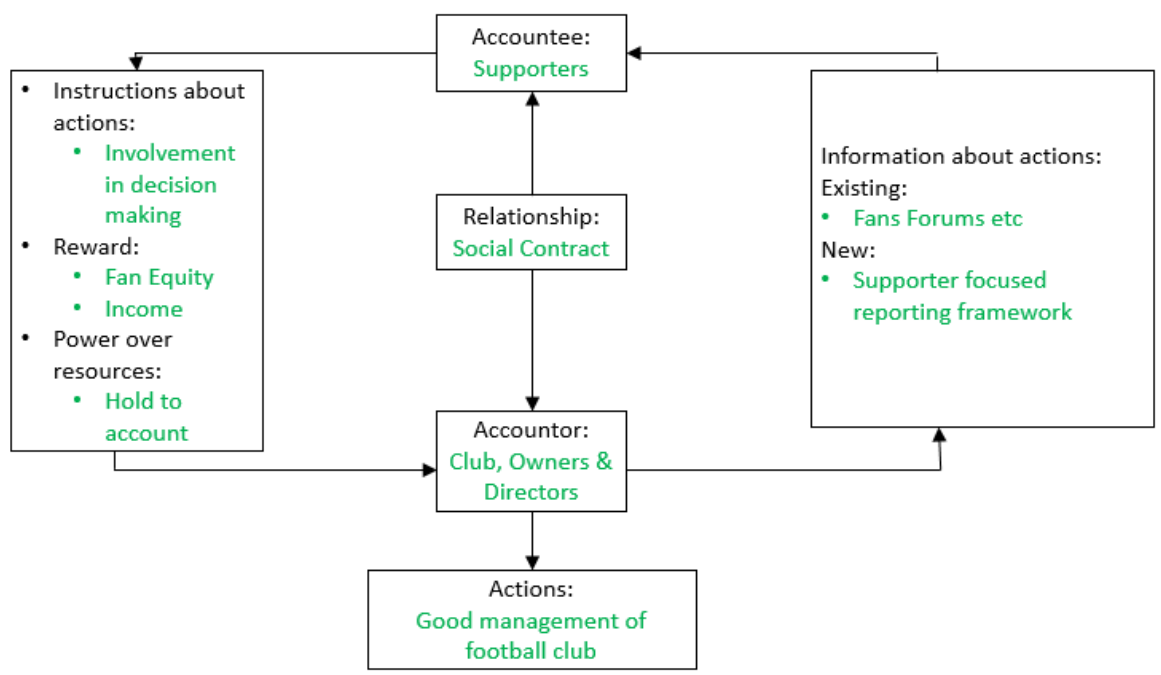 Accountee:
Supporters
• Instructions about
actions:
• Involvement
in decision
making
• Reward:
• Fan Equity
• Income
• Power over
resources:
• Hold to
account
Relationship:
Social Contract
Information about actions:
Existing:
• Fans Forums etc
New:
• Supporter focused
reporting framework
Accountor:
Club, Owners &
Directors
Actions:
Good management of
football club